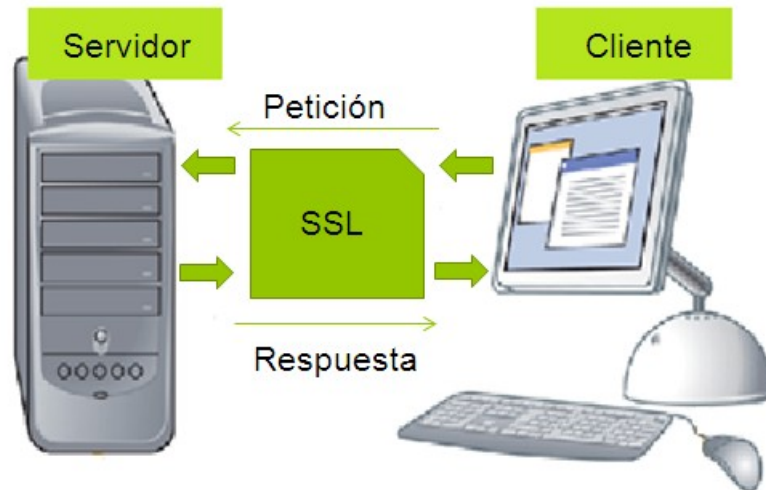 Servidor
Cliente
Petición
SSL
Respuesta